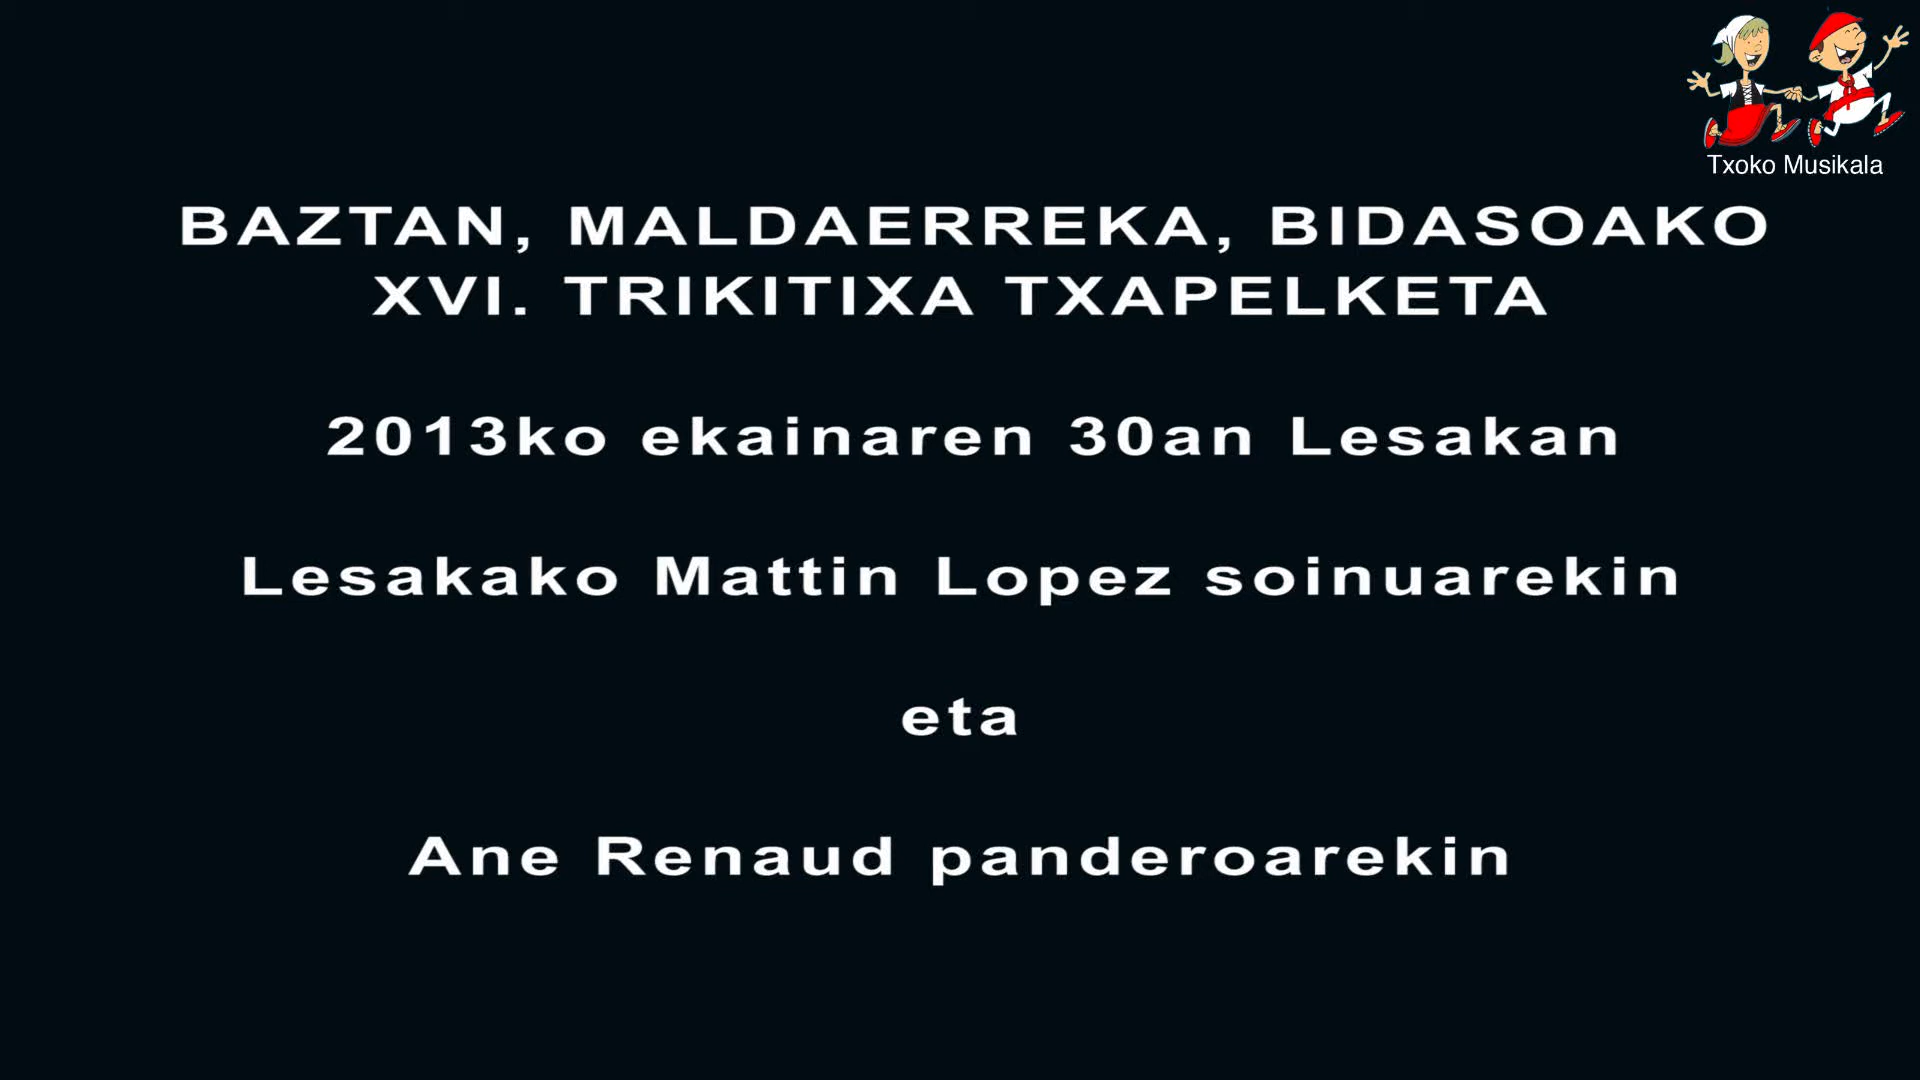 Txoko Musikala
BAZTAN, MALDAERREKA, BIDASOAKO
XVI. TRIKITIXA TXAPELKETA
2013ko ekainaren 30an Lesakan
Lesakako Mattin Lopez soinuarekin
eta
Ane Renaud panderoarekin